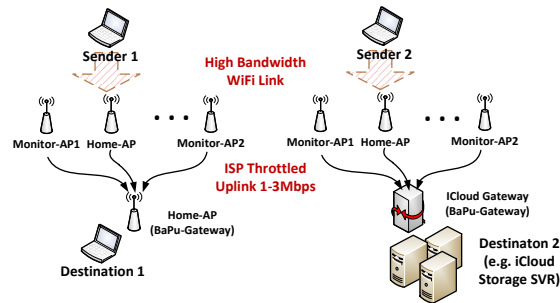 Sender 1
Sender 2
High Bandwidth
WiFi Link
Monitor-AP1
Home-AP
Monitor-AP2
Monitor-AP1
Home-AP
Monitor-AP2
ISP Throttled
Uplink 1-3Mbps
Home-AP
(BaPu-Gateway)
ICloud Gateway
(BaPu-Gateway)
Destination 1
Destinaton 2
(e.g. iCloud
Storage SVR)